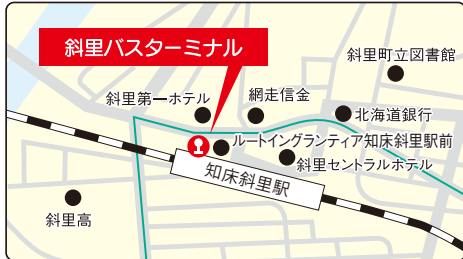 斜里バスターミナル
斜里町立図書館
斜里第一ホテル
網走信金
北海道銀行
ルートイングランティア知床斜里駅前
斜里セントラルホテル
知床斜里駅
斜里高